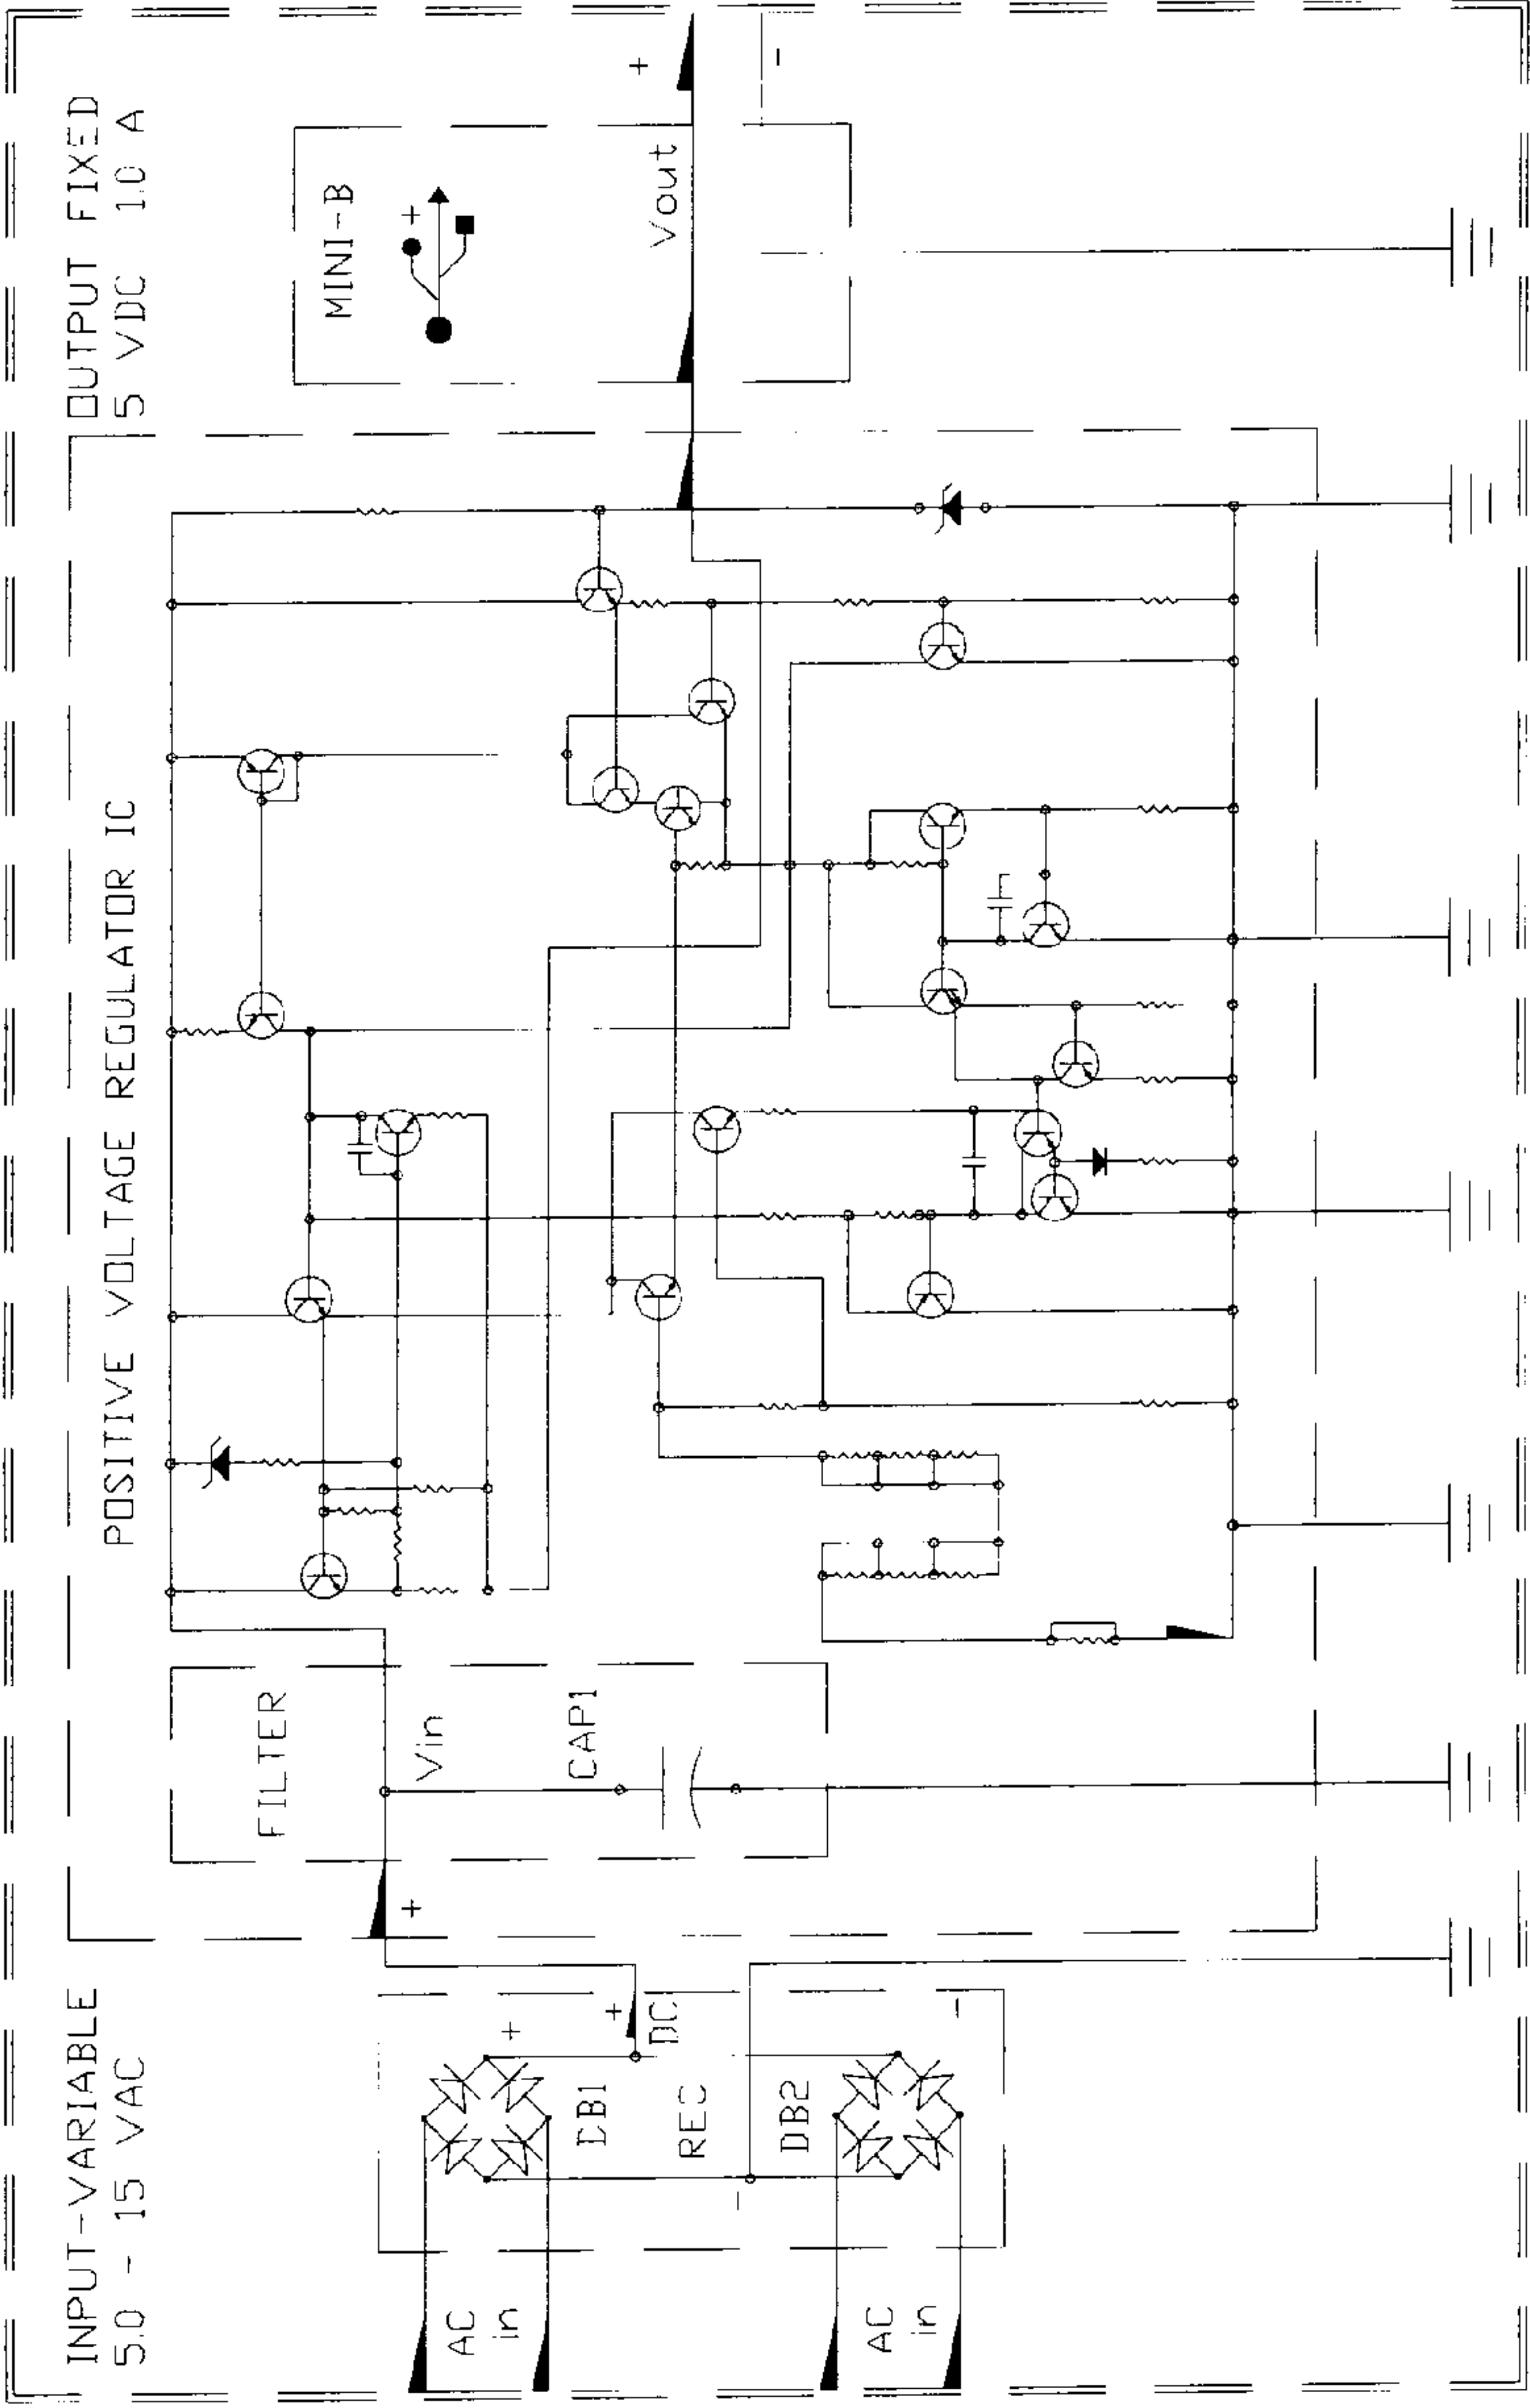 INPUT-VARIABLE
5.0 - 15 VAC
OUTPUT FIXED
5 VDC 1.0 A
POSITIVE VOLTAGE REGULATOR IC
FILTER
Vin
CAP1
MINI-B
+
Vout
+
-
+
+
+
DC
-
DB1
REC
DB2
-
AC
in
AC
in